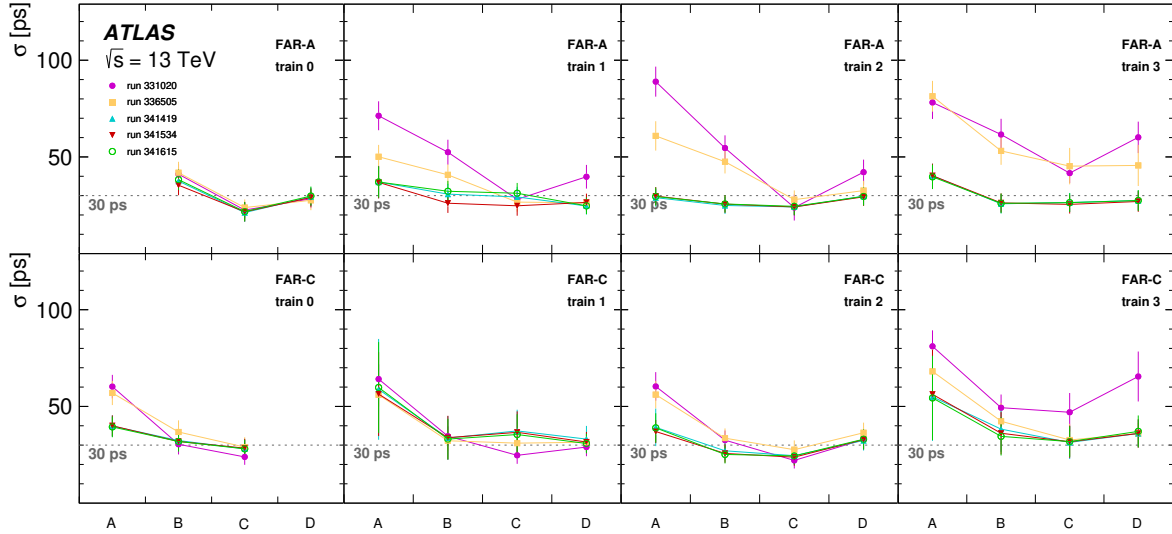 σ [ps]
100
50
ATLAS
√s = 13 TeV
run 331020
run 336505
run 341419
run 341534
run 341615
FAR-A
train 0
30 ps
FAR-A
train 1
30 ps
FAR-A
train 2
30 ps
FAR-A
train 3
30 ps
σ [ps]
100
50
FAR-C
train 0
30 ps
FAR-C
train 1
30 ps
FAR-C
train 2
30 ps
FAR-C
train 3
30 ps
A B C D A B C D A B C D A B C D